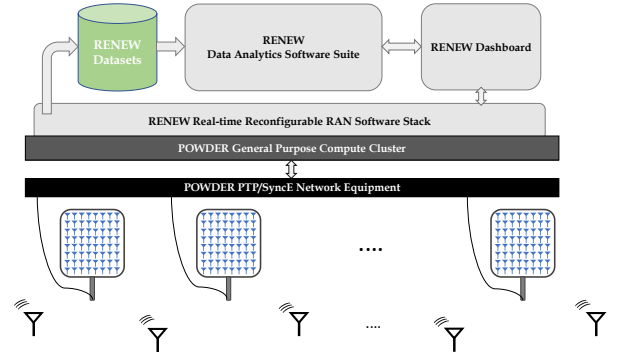 RENEW
Datasets
RENEW
Data Analytics Software Suite
RENEW Dashboard
RENEW Real-time Reconfigurable RAN Software Stack
POWDER General Purpose Compute Cluster
POWDER PTP/SyncE Network Equipment
....
....